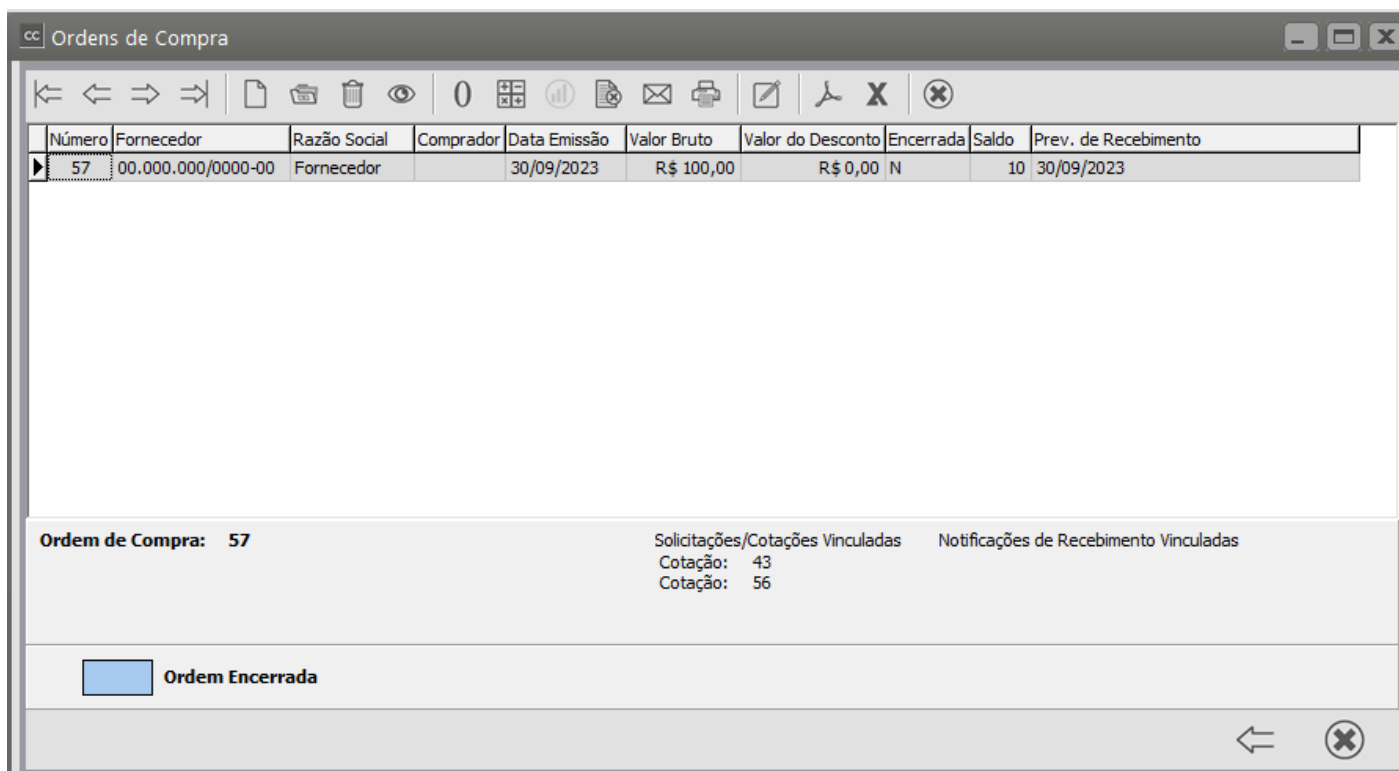 cc Ordens de Compra
Número Fornecedor Razão Social Comprador Data Emissão Valor Bruto Valor do Desconto Encerrada Saldo Prev. de Recebimento
57 00.000.000/0000-00 Fornecedor 30/09/2023 R$ 100,00 R$ 0,00 N 10 30/09/2023
Ordem de Compra: 57 Solicitações/Cotações Vinculadas Notificações de Recebimento Vinculadas
Cotação: 43
Cotação: 56
Ordem Encerrada